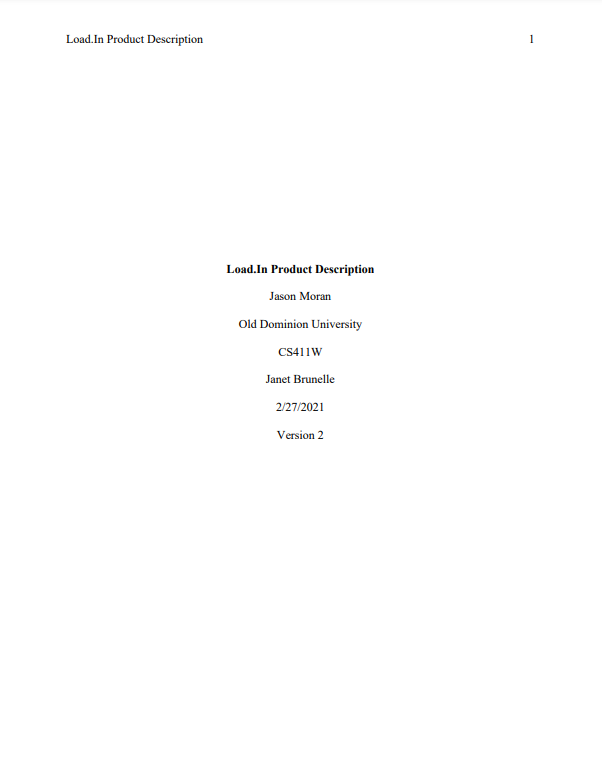 Load.In Product Description 1
Load.In Product Description
Jason Moran
Old Dominion University
CS411W
Janet Brunelle
2/27/2021
Version 2